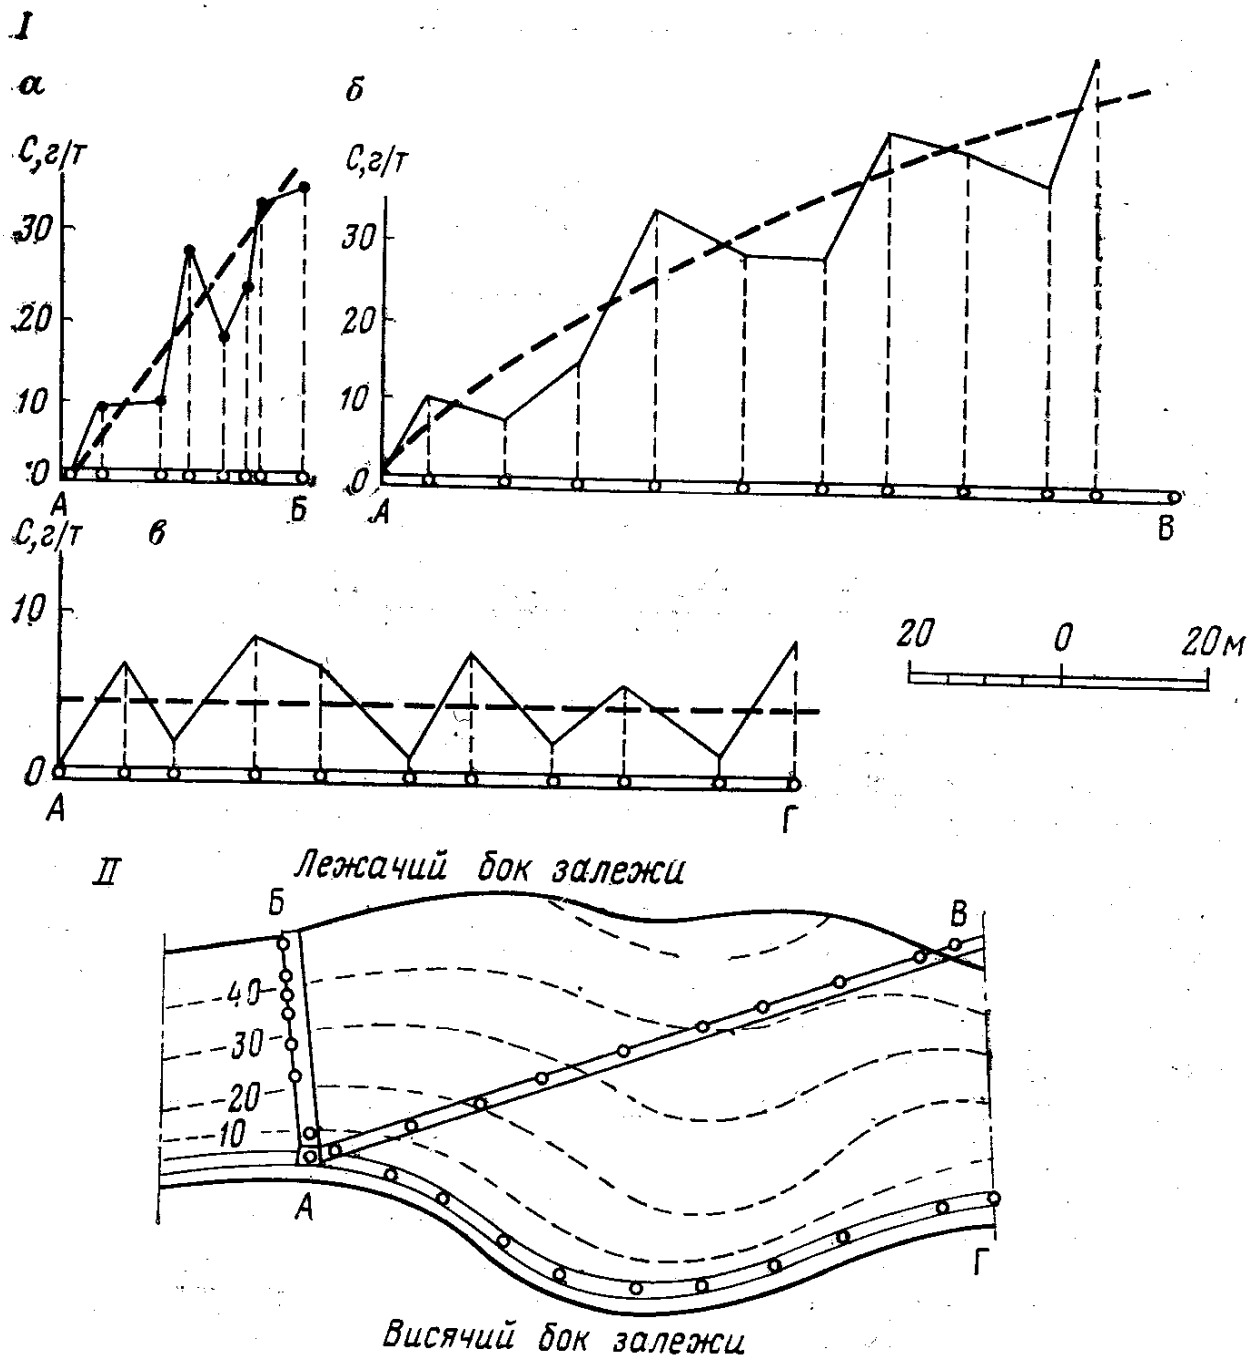 I
а
б
С,г/т
С,г/т
30
20
10
0
А
Б
30
20
10
0
А
В
С,г/т
в
10
0
А
Г
20
0
20м
II
Лежачий бок залежи
Б
В
40
30
20
10
А
Г
Висячий бок залежи